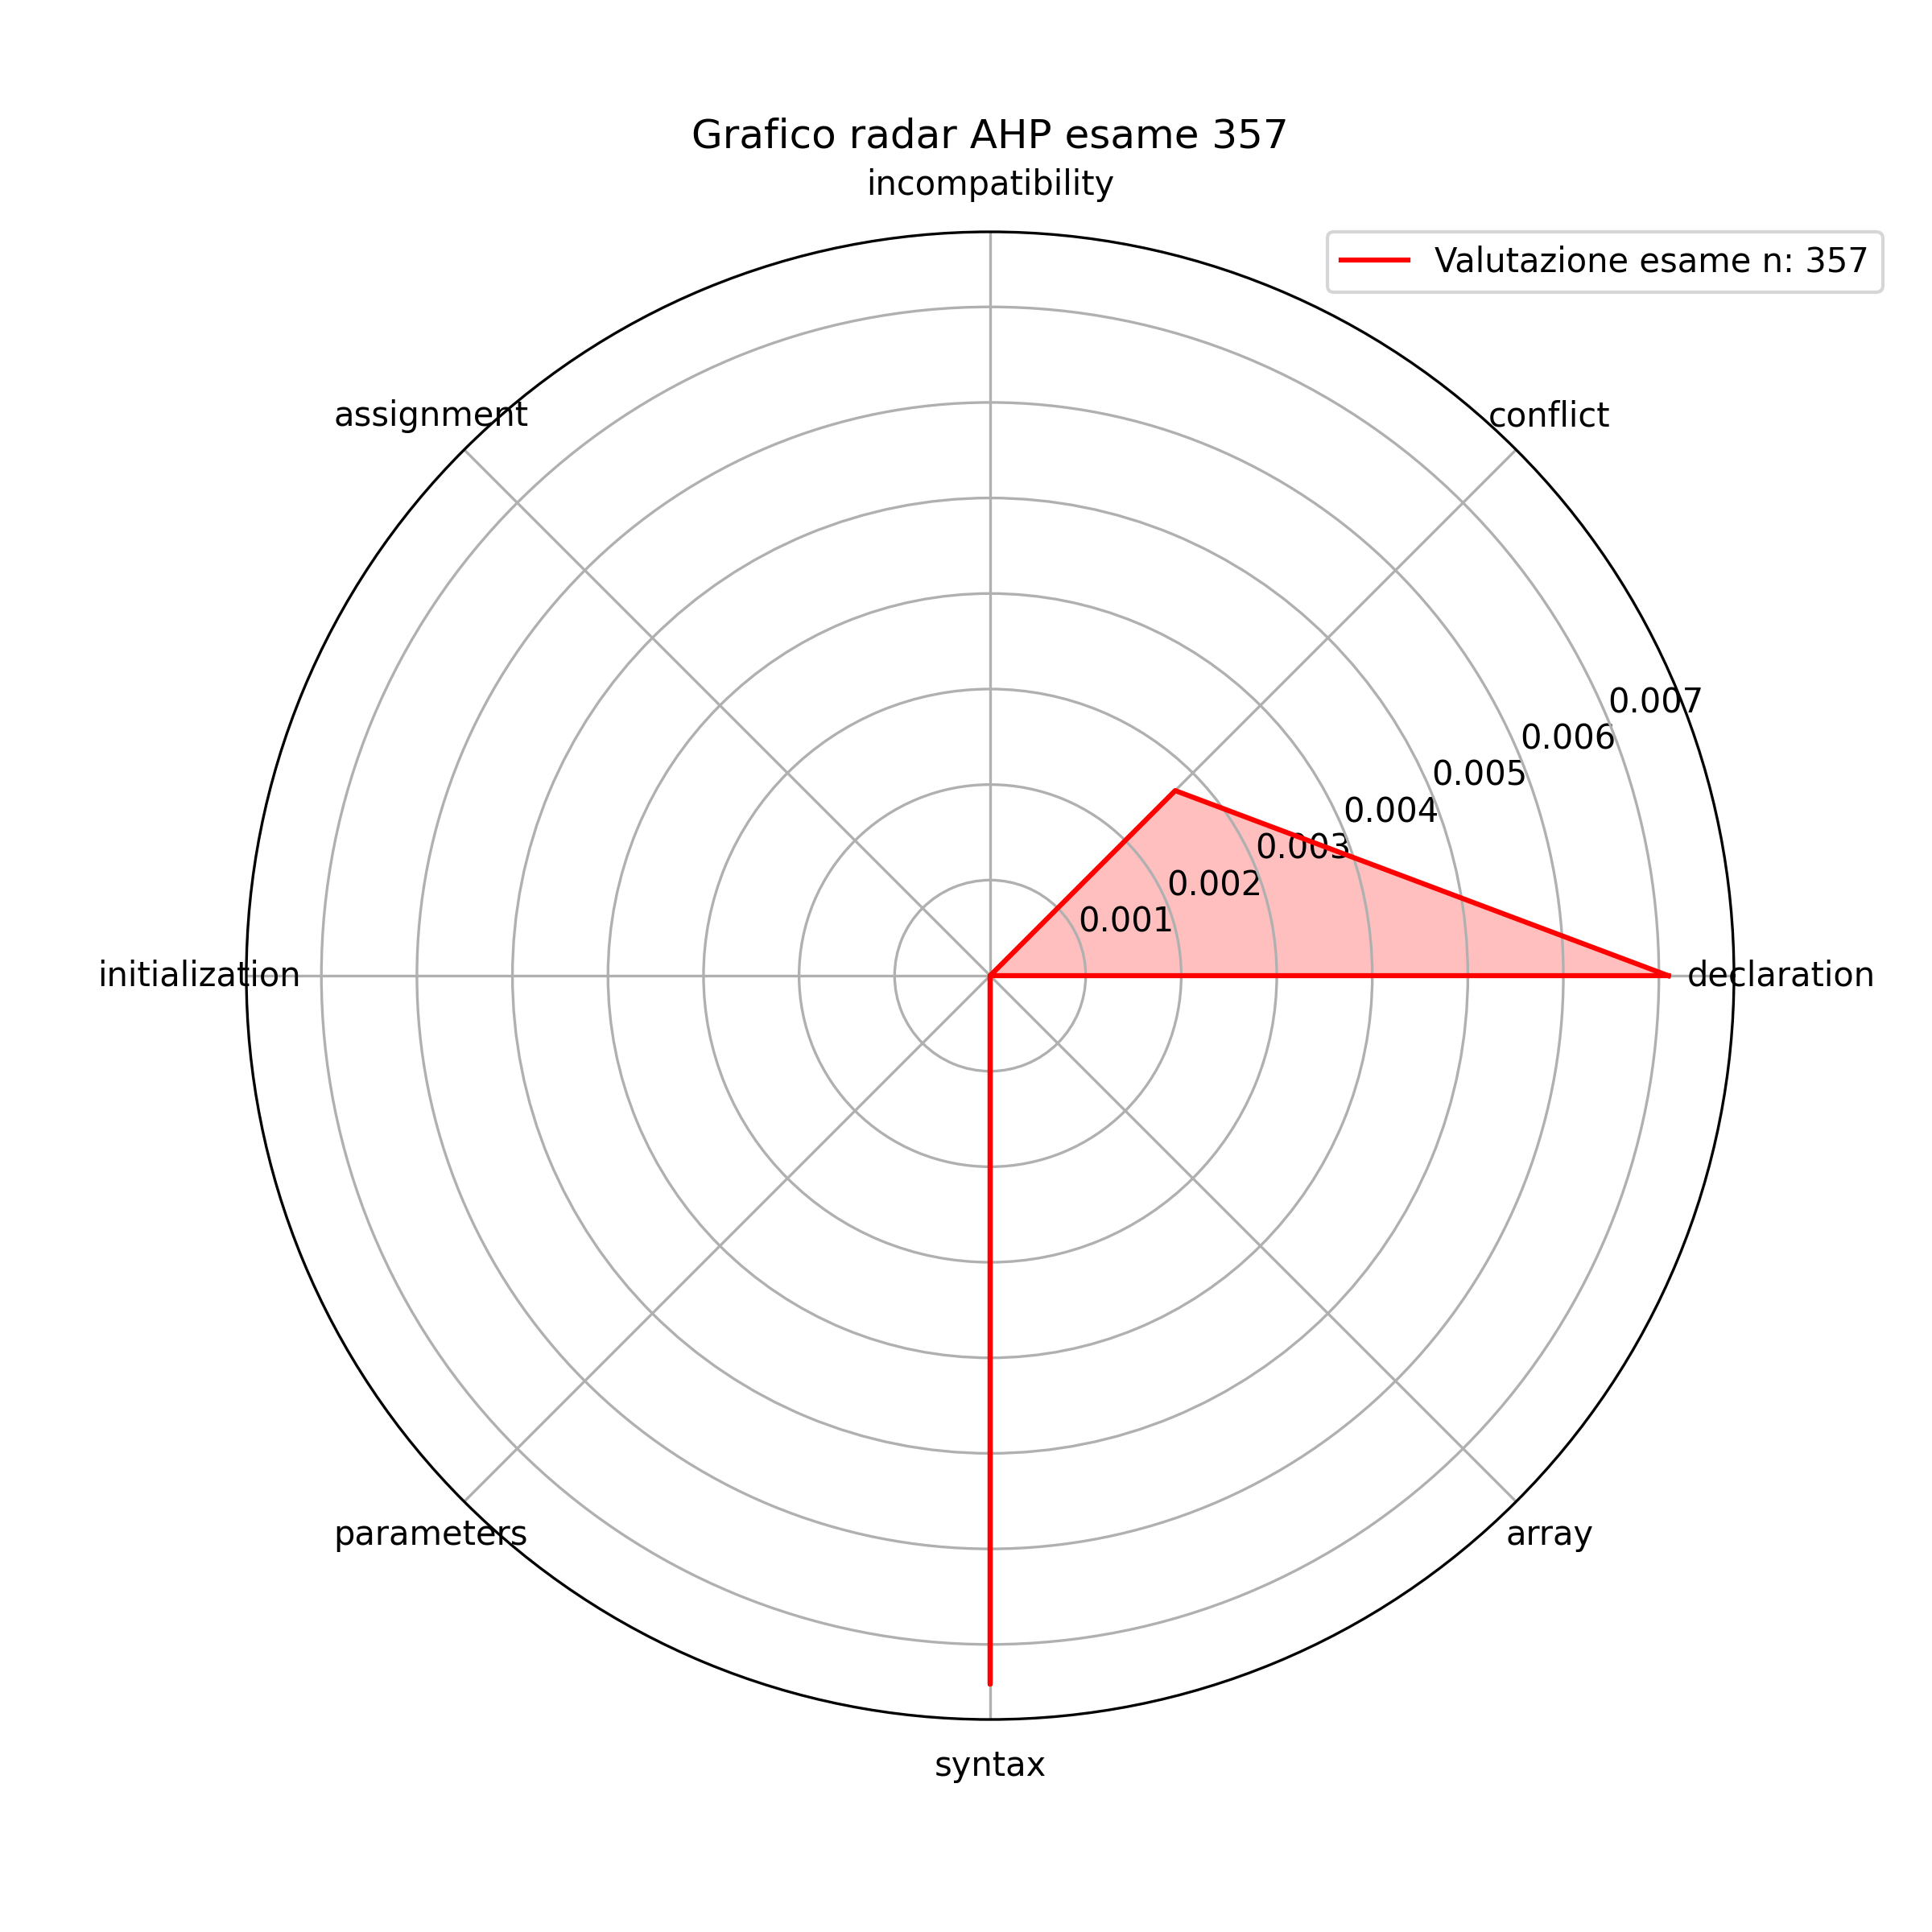 Grafico radar AHP esame 357
incompatibility
Valutazione esame n: 357
assignment
conflict
0.007
0.006
0.005
0.004
0.003
0.002
0.001
initialization
declaration
parameters
array
syntax